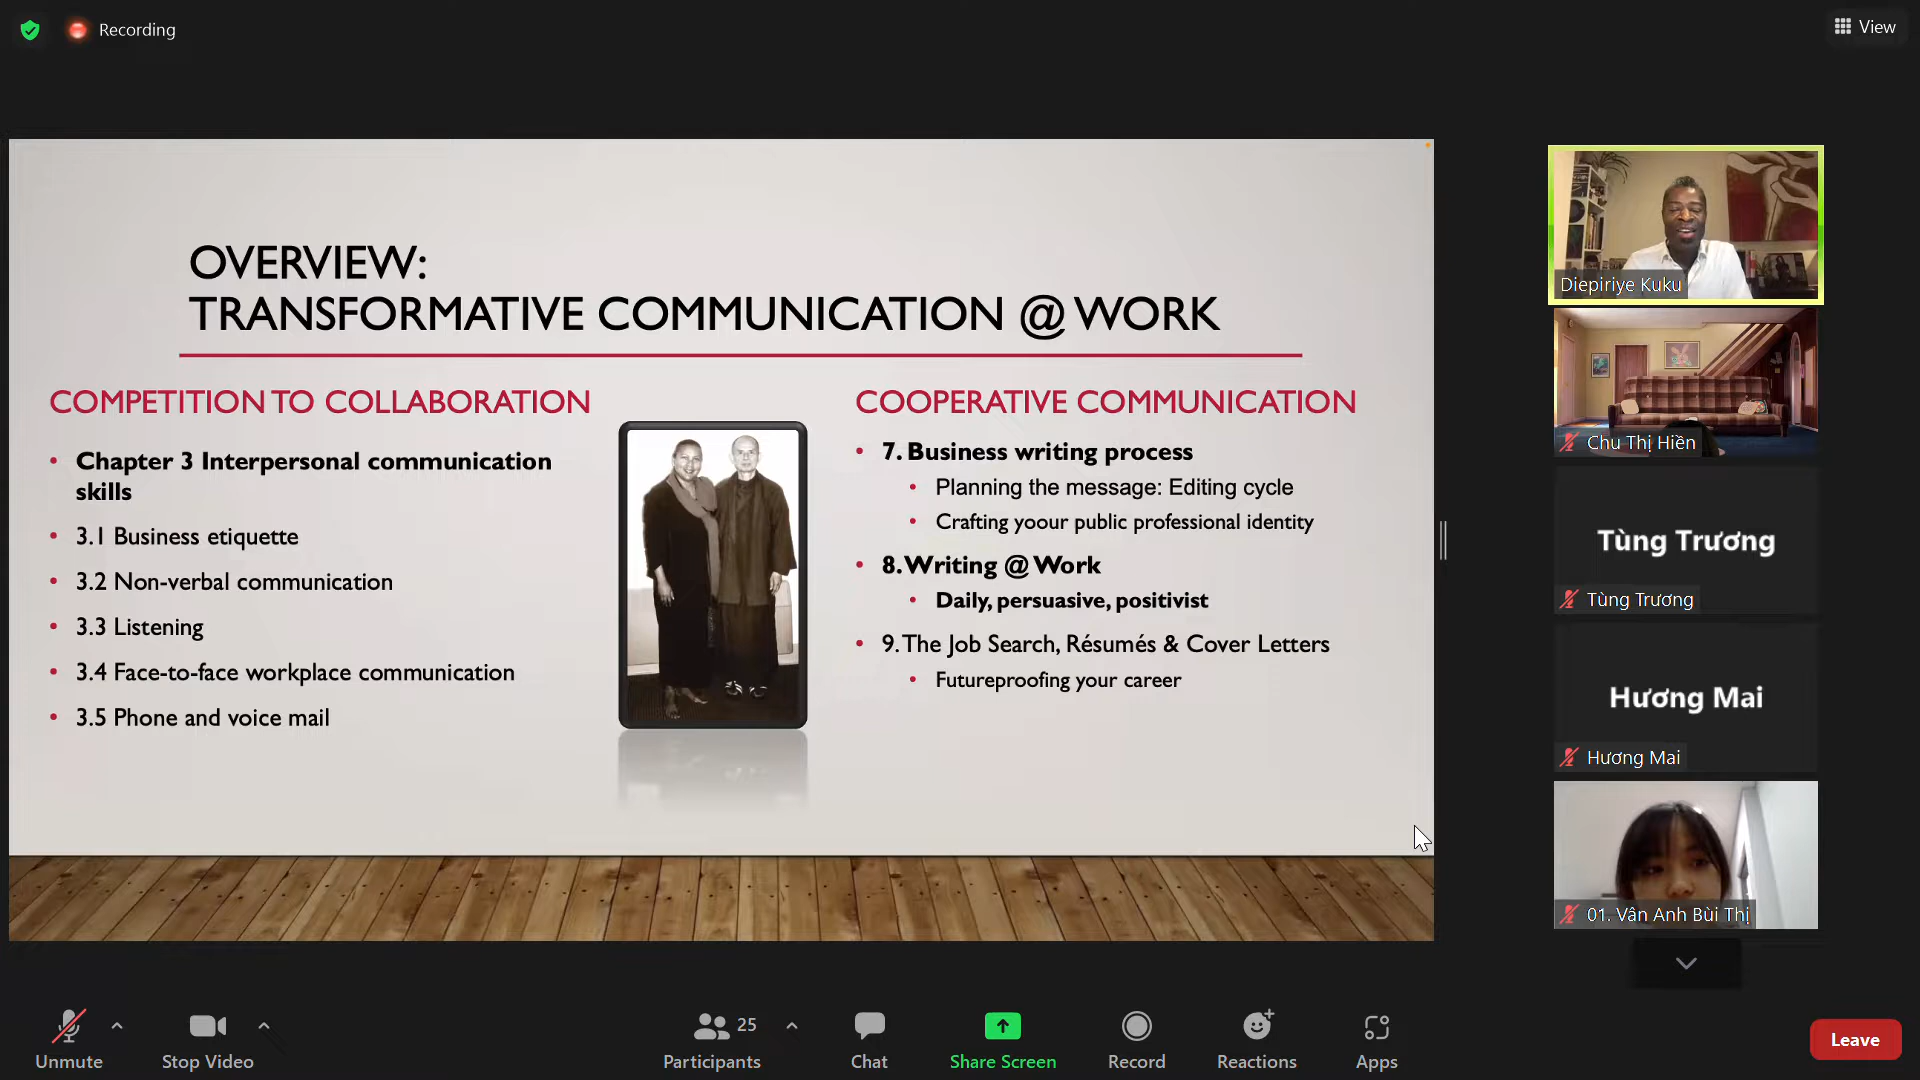 Recording
View
OVERVIEW:
TRANSFORMATIVE COMMUNICATION @ WORK
COMPETITION TO COLLABORATION
• Chapter 3 Interpersonal communication
skills
• 3.1 Business etiquette
• 3.2 Non-verbal communication
• 3.3 Listening
• 3.4 Face-to-face workplace communication
• 3.5 Phone and voice mail
COOPERATIVE COMMUNICATION
• 7. Business writing process
• Planning the message: Editing cycle
• Crafting yoour public professional identity
• 8. Writing @ Work
• Daily, persuasive, positivist
• 9. The Job Search, Résumés & Cover Letters
• Futureproofing your career
Diepiriye Kuku
Chu Thị Hiền
Tùng Trương
Tùng Trương
Hương Mai
Hương Mai
01. Vân Anh Bùi Thị
Unmute
Stop Video
25
Participants
Chat
Share Screen
Record
Reactions
Apps
Leave